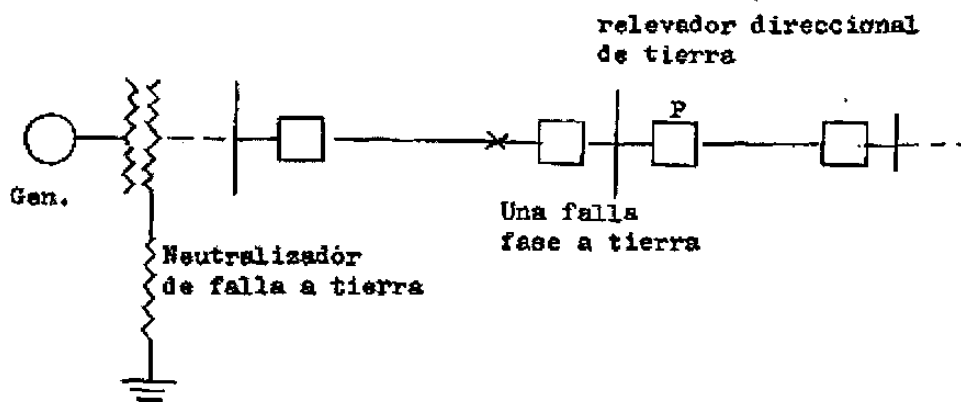 relevador direccional
de tierra
P
Gen.
Una falla
fase a tierra
Neutralizador
de falla a tierra